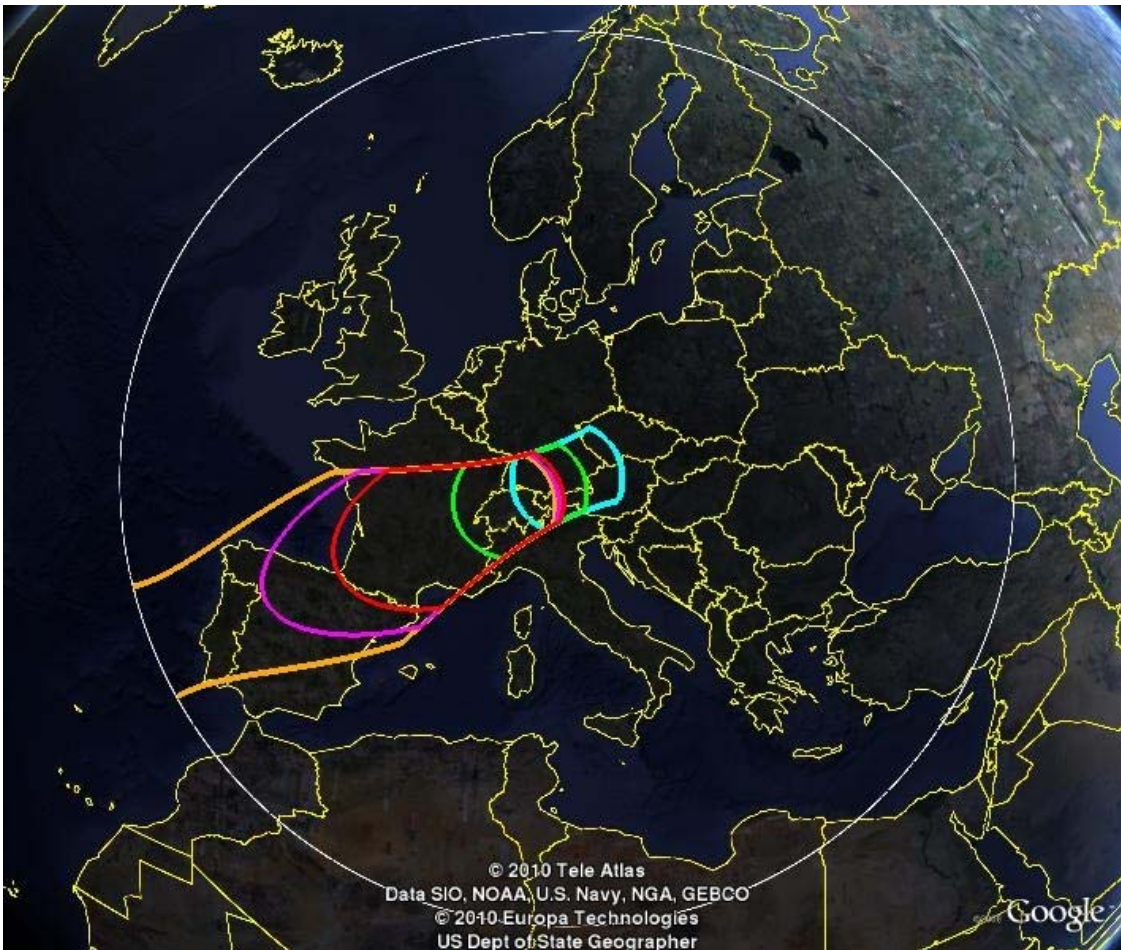 © 2010 Tele Atlas
Data SIO, NOAA, U.S. Navy, NGA, GEBCO
© 2010 Europa Technologies
US Dept of State Geographer
Google